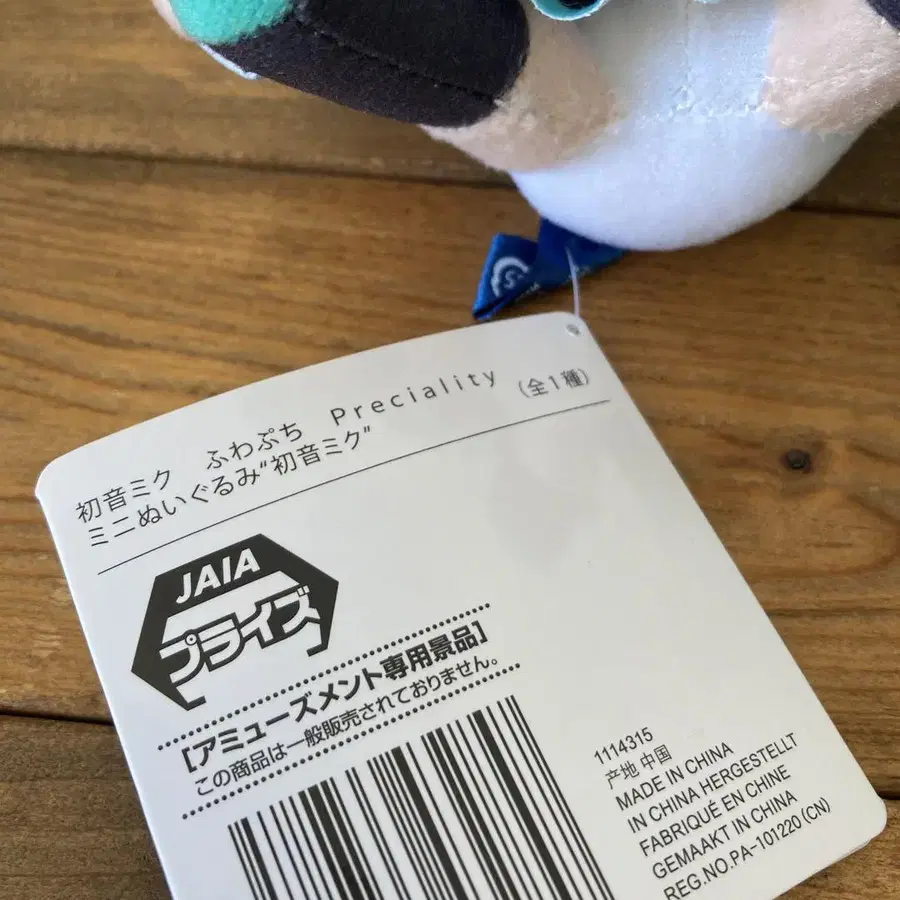 初音ミク ふわぷち Preciality (全1種)
ミニぬいぐるみ"初音ミク"
JAIA
プライズ
[アミューズメント専用景品]
この商品は一般販売されておりません。
1114315
产地 中国
MADE IN CHINA
IN CHINA HERGESTELLT
FABRIQUÉ EN CHINE
GEMAAKT IN CHINA
REG.NO.PA-101220(CN)